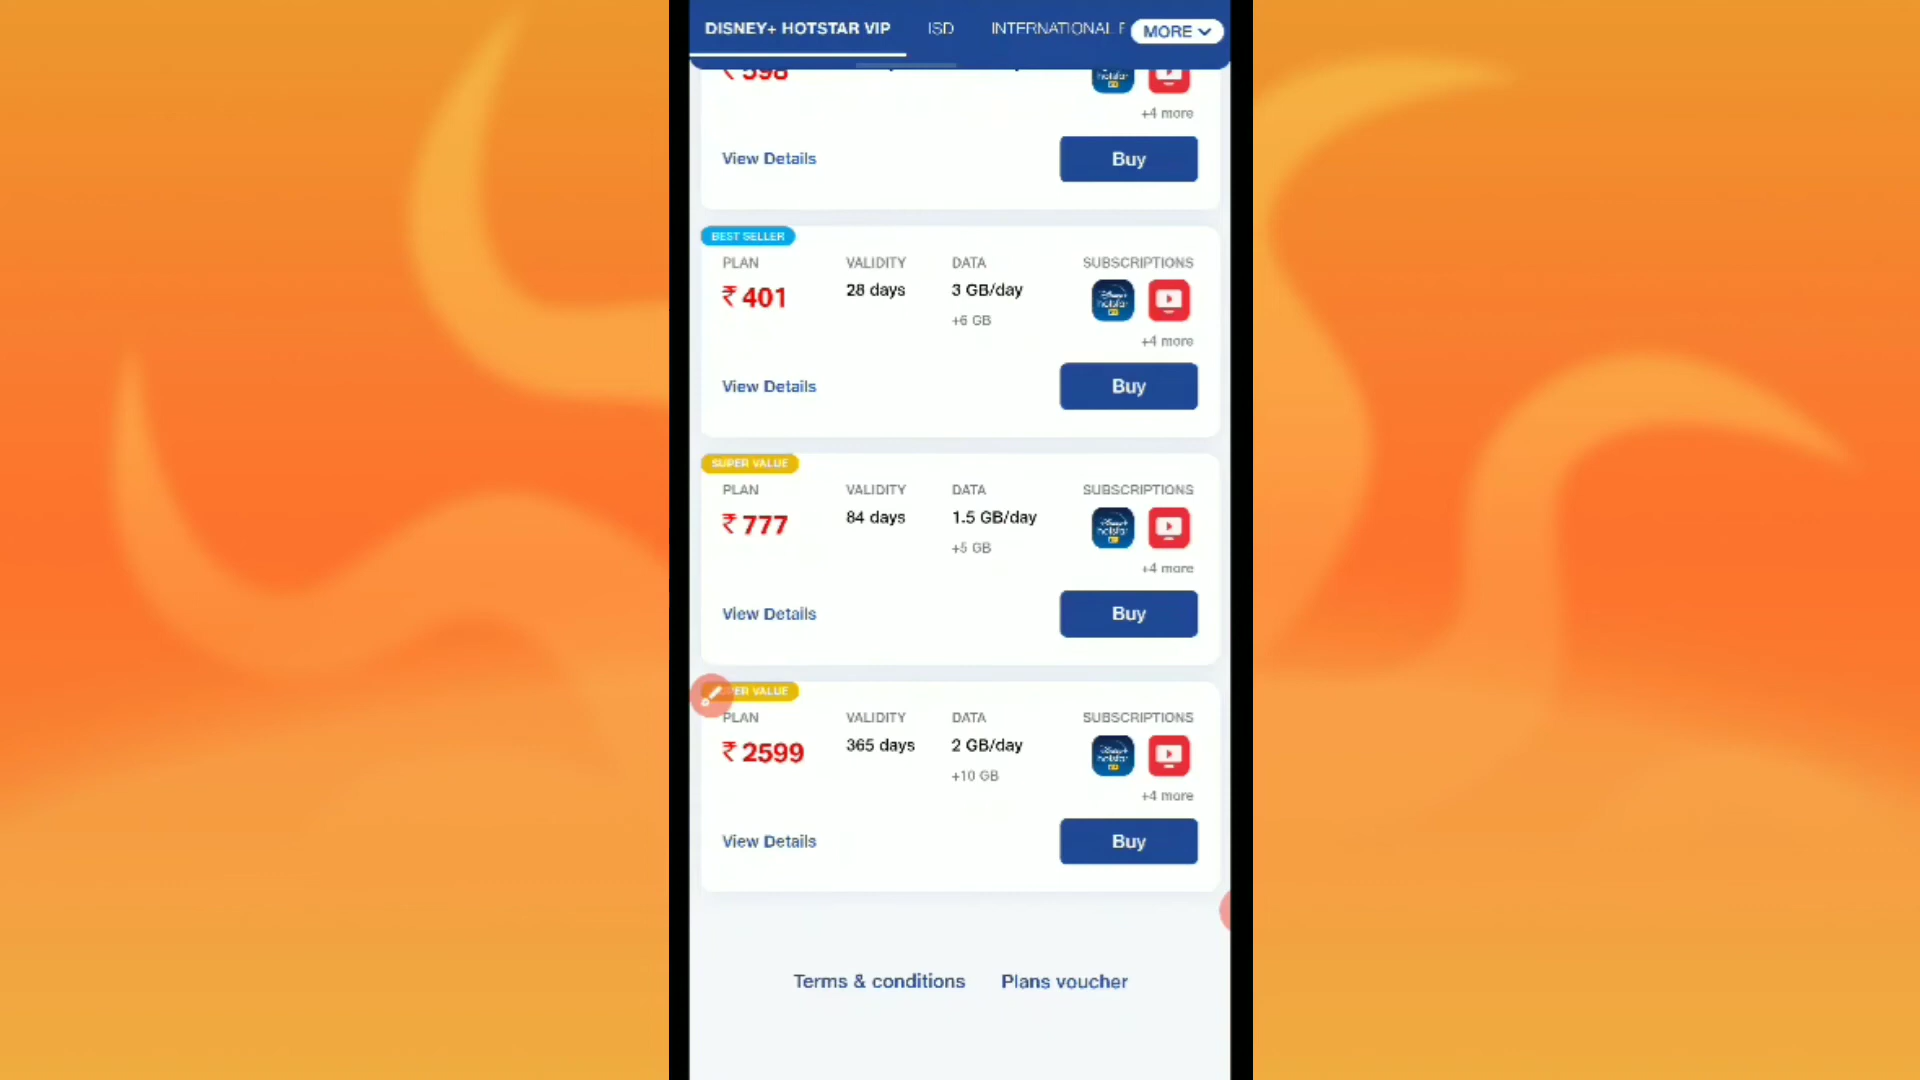 DISNEY+ HOTSTAR VIP ISD INTERNATIONAL MORE
₹ 598
+4 more
View Details Buy
BEST SELLER
PLAN VALIDITY DATA SUBSCRIPTIONS
₹ 401 28 days 3 GB/day
+6 GB
+4 more
View Details Buy
SUPER VALUE
PLAN VALIDITY DATA SUBSCRIPTIONS
₹ 777 84 days 1.5 GB/day
+5 GB
+4 more
View Details Buy
VALUE
PLAN VALIDITY DATA SUBSCRIPTIONS
₹ 2599 365 days 2 GB/day
+10 GB
+4 more
View Details Buy
Terms & conditions Plans voucher